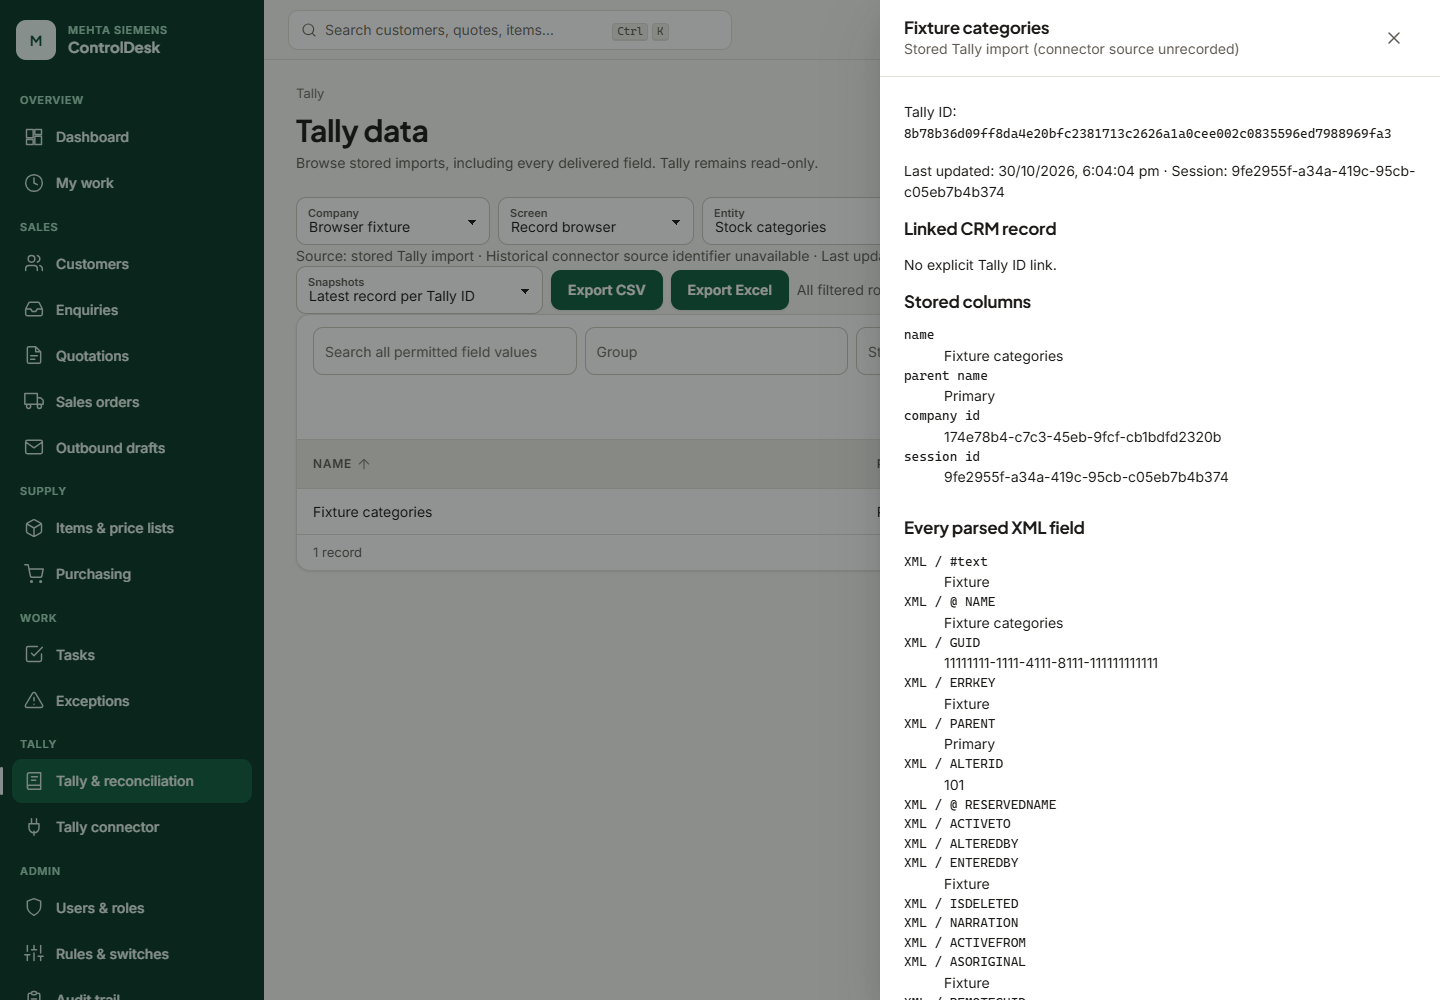 M
MEHTA SIEMENS
ControlDesk
OVERVIEW
Dashboard
My work
SALES
Customers
Enquiries
Quotations
Sales orders
Outbound drafts
SUPPLY
Items & price lists
Purchasing
WORK
Tasks
Exceptions
TALLY
Tally & reconciliation
Tally connector
ADMIN
Users & roles
Rules & switches
Audit trail
Search customers, quotes, items...
Ctrl K
Tally
Tally data
Browse stored imports, including every delivered field. Tally remains read-only.
Company
Browser fixture
Screen
Record browser
Entity
Stock categories
Source: stored Tally import · Historical connector source identifier unavailable · Last upda
Snapshots
Latest record per Tally ID
Export CSV
Export Excel
All filtered ro
Search all permitted field values
Group
St
NAME
Fixture categories
1 record
Fixture categories
Stored Tally import (connector source unrecorded)
Tally ID:
8b78b36d09ff8da4e20bfc2381713c2626a1a0cee002c0835596ed7988969fa3
Last updated: 30/10/2026, 6:04:04 pm · Session: 9fe2955f-a34a-419c-95cb-
c05eb7b4b374
Linked CRM record
No explicit Tally ID link.
Stored columns
name
Fixture categories
parent name
Primary
company id
174e78b4-c7c3-45eb-9fcf-cb1bdfd2320b
session id
9fe2955f-a34a-419c-95cb-c05eb7b4b374
Every parsed XML field
XML / #text
Fixture
XML / @ NAME
Fixture categories
XML / GUID
11111111-1111-4111-8111-111111111111
XML / ERRKEY
Fixture
XML / PARENT
Primary
XML / ALTERID
101
XML / @ RESERVEDNAME
XML / ACTIVETO
XML / ALTEREDBY
XML / ENTEREDBY
Fixture
XML / ISDELETED
XML / NARRATION
XML / ACTIVEFROM
XML / ASORIGINAL
Fixture